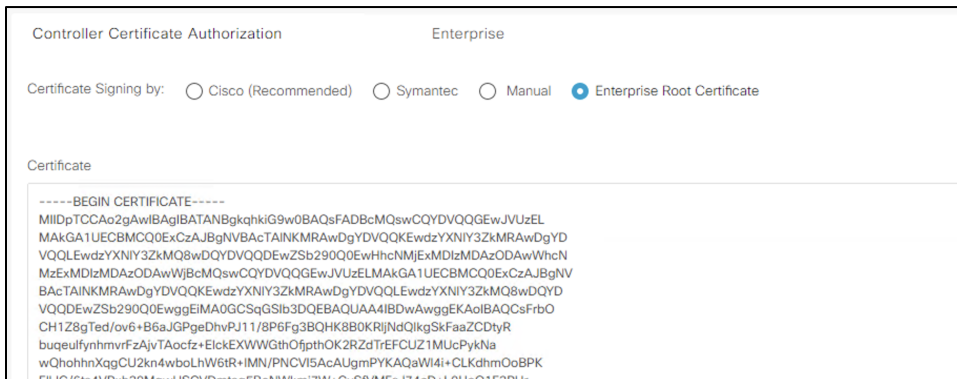 Controller Certificate Authorization Enterprise
Certificate Signing by: Cisco (Recommended) Symantec Manual Enterprise Root Certificate
Certificate
-----BEGIN CERTIFICATE-----
MIIDpTCCAo2gAwIBAgIBATANBgkqhkiG9w0BAQsFADBcMQswCQYDVQQGEwJVUzEL
MAkGA1UECBMCQ0ExCzAJBgNVBAcTAlNKMRAwDgYDVQQKEwdzYXNlY3ZkMRAwDgYD
VQQLEwdzYXNlY3ZkMQ8wDQYDVQQDEwZSb290Q0EwHhcNMjExMDIzMDAzODAwWhcN
MzExMDIzMDAzODAwWjBcMQswCQYDVQQGEwJVUzELMAkGA1UECBMCQ0ExCzAJBgNV
BAcTAlNKMRAwDgYDVQQKEwdzYXNlY3ZkMRAwDgYDVQQLEwdzYXNlY3ZkMQ8wDQYD
VQQDEwZSb290Q0EwggEiMA0GCSqGSIb3DQEBAQUAA4IBDwAwggEKAoIBAQCsFrbO
CH1Z8gTed/ov6+B6aJGPgeDhvPJ11/8P6Fg3BQHK8B0KRljNdQlkgSkFaaZCDtyR
buqeulfynhmvrFzAjvTAocfz+ElckEXWWGthOfjpthOK2RZdTrEFCUZ1MUcPykNa
wQhohhnXqgCU2kn4wboLhW6tR+IMN/PNCVl5AcAUgmPYKAQaWl4i+CLKdhmOoBPK